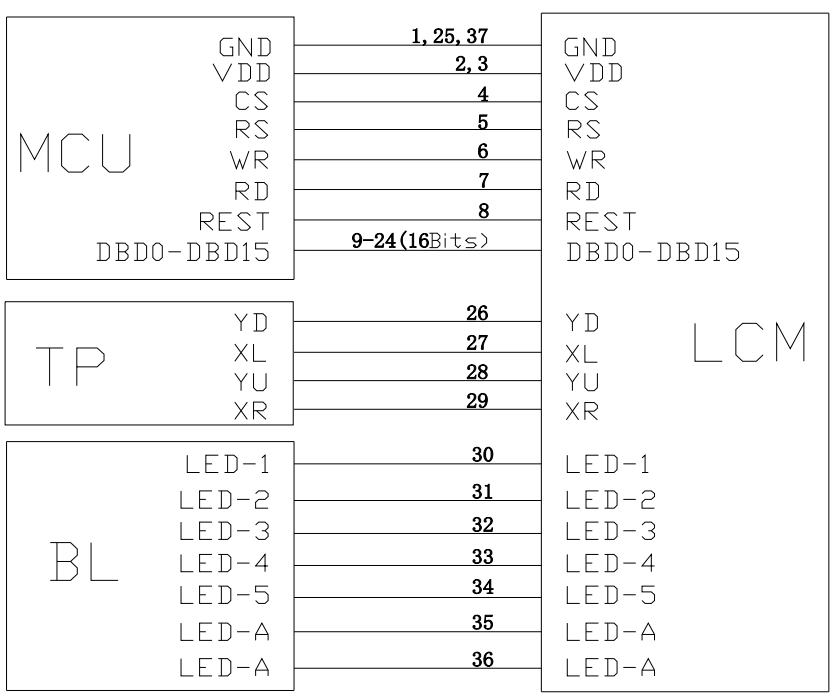 GND 1,25,37 GND
VDD 2,3 VDD
CS 4 CS
RS 5 RS
MCU
WR 6 WR
RD 7 RD
REST 8 REST
DBD0-DBD15 9-24(16Bits) DBD0-DBD15
YD 26 YD
LCM
TP
XL 27 XL
YU 28 YU
XR 29 XR
LED-1 30 LED-1
LED-2 31 LED-2
LED-3 32 LED-3
BL
LED-4 33 LED-4
LED-5 34 LED-5
LED-A 35 LED-A
LED-A 36 LED-A